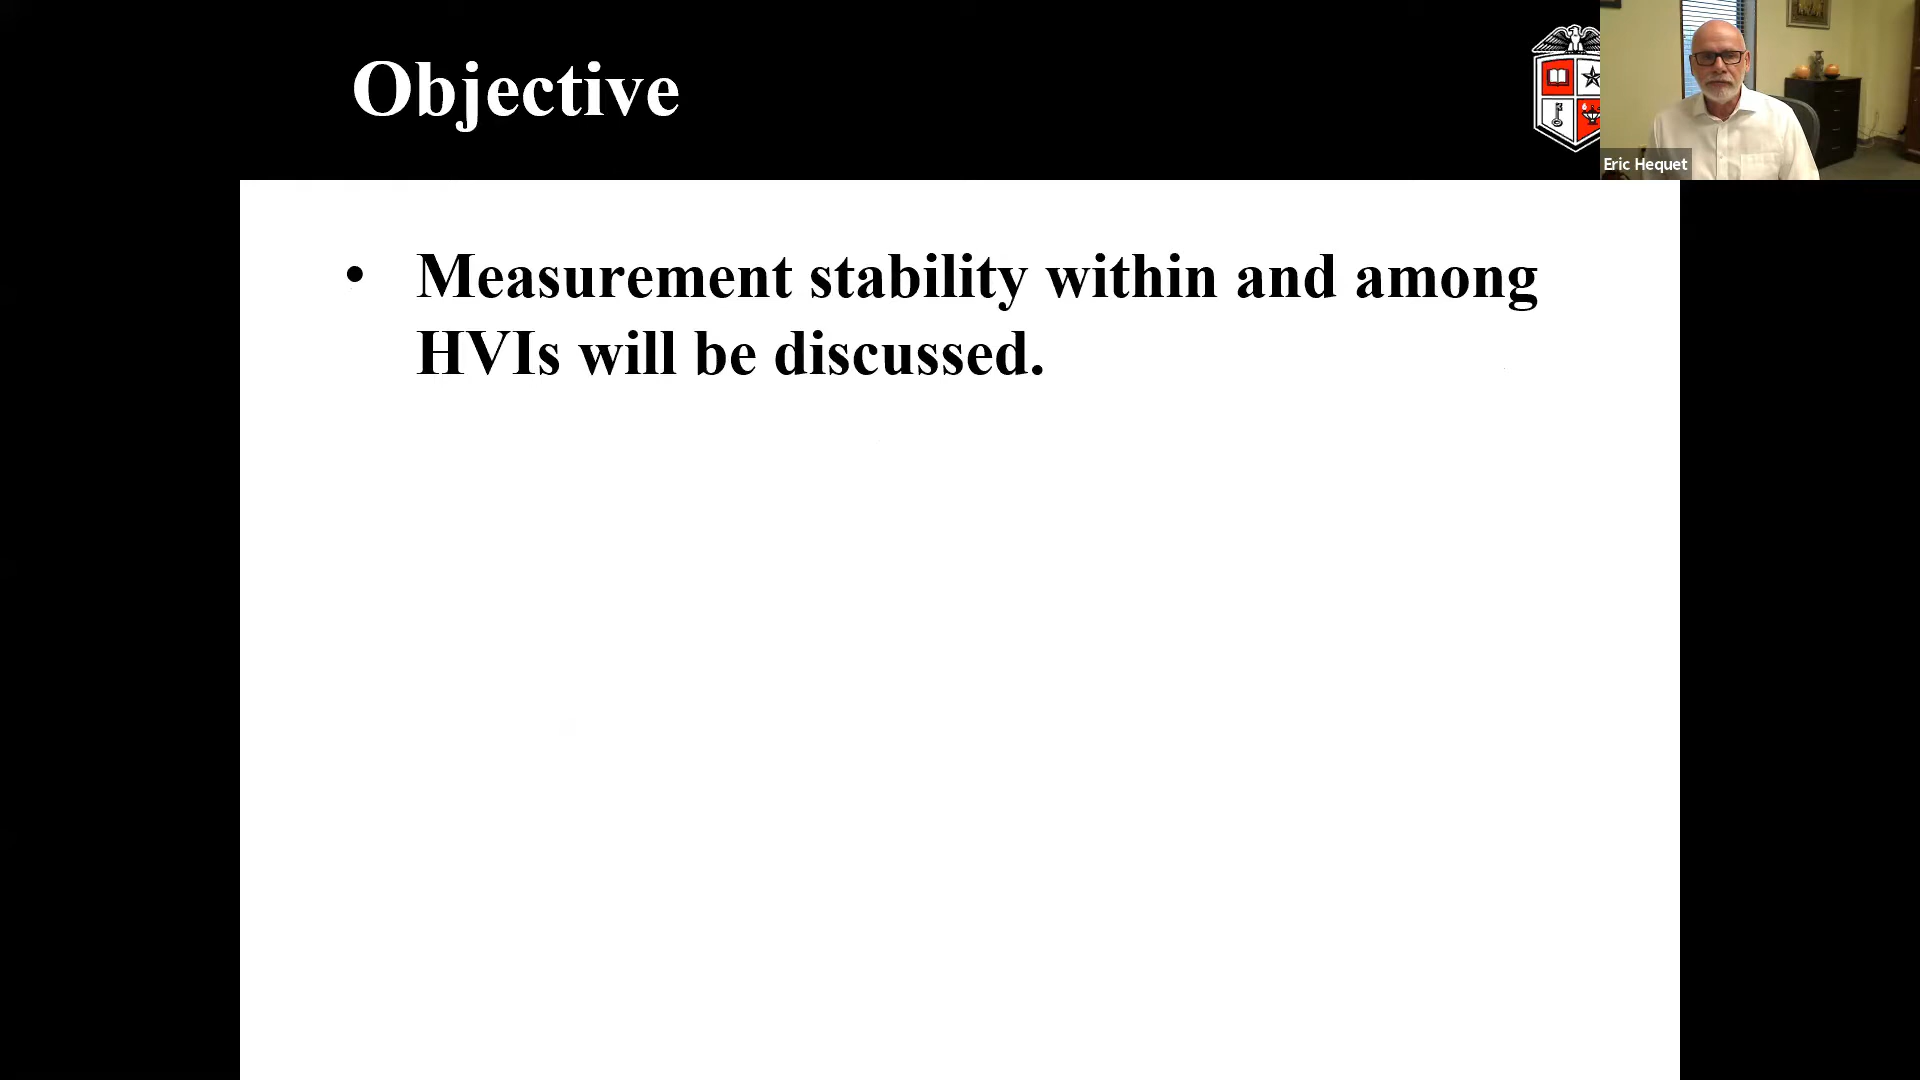 Objective
Eric Hequet
• Measurement stability within and among
HVIs will be discussed.